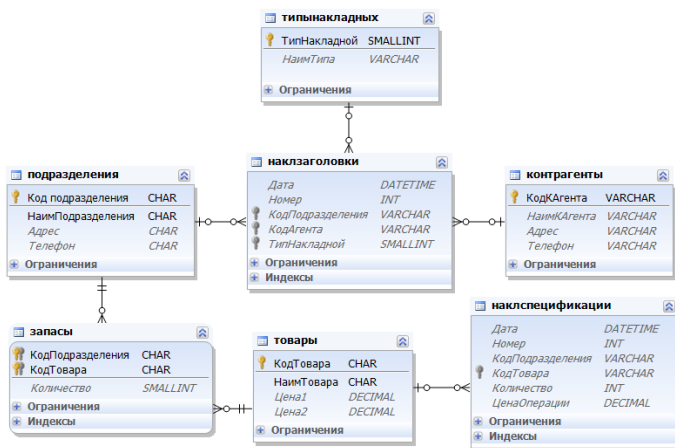 типынакладных
ТипНакладной SMALLINT
НаимТипа VARCHAR
Ограничения
подразделения
Код подразделения CHAR
НаимПодразделения CHAR
Адрес CHAR
Телефон CHAR
Ограничения
наклзаголовки
Дата DATETIME
Номер INT
КодПодразделения VARCHAR
КодАгента VARCHAR
ТипНакладной SMALLINT
Ограничения
Индексы
контрагенты
КодКАгента VARCHAR
НаимКАгента VARCHAR
Адрес VARCHAR
Телефон VARCHAR
Ограничения
запасы
КодПодразделения CHAR
КодТовара CHAR
Количество SMALLINT
Ограничения
Индексы
товары
КодТовара CHAR
НаимТовара CHAR
Цена1 DECIMAL
Цена2 DECIMAL
Ограничения
наклспецификации
Дата DATETIME
Номер INT
КодПодразделения VARCHAR
КодТовара VARCHAR
Количество INT
ЦенаОперации DECIMAL
Ограничения
Индексы